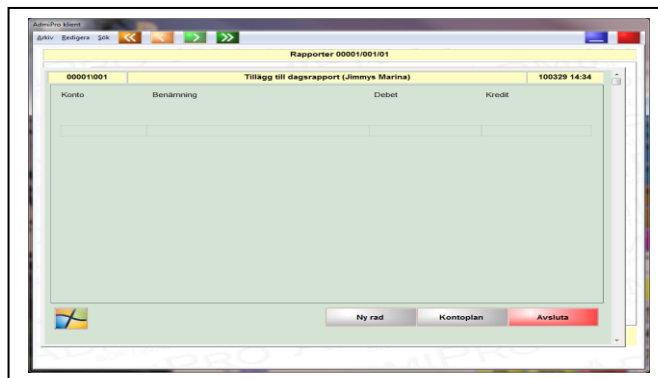 AdmiPro klient
Arkiv Redigera Sök
Rapporter 00001/001/01
00001\001 Tillägg till dagsrapport (Jimmys Marina) 100329 14:34
Konto Benämning Debet Kredit
Ny rad Kontoplan Avsluta